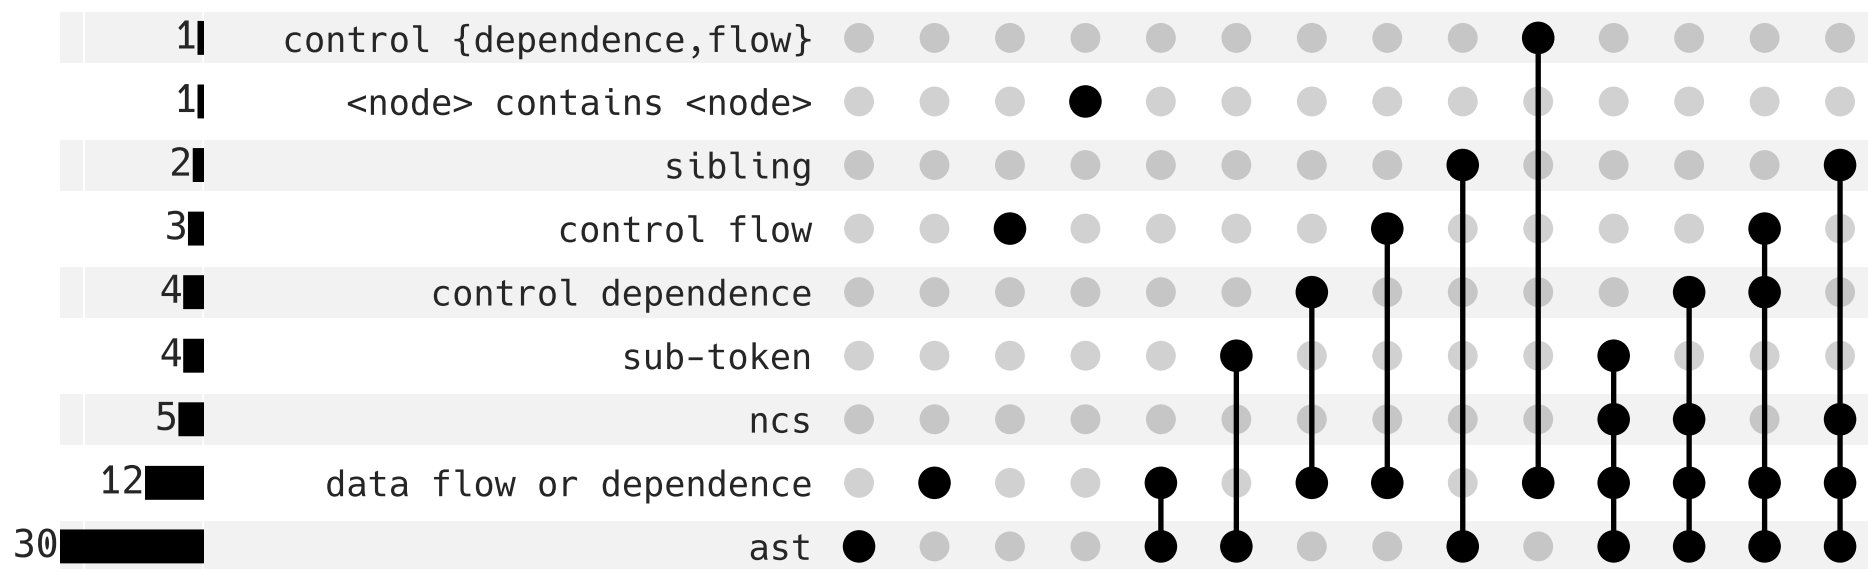 1 control {dependence,flow}
1 <node> contains <node>
2 sibling
3 control flow
4 control dependence
4 sub-token
5 ncs
12 data flow or dependence
30 ast